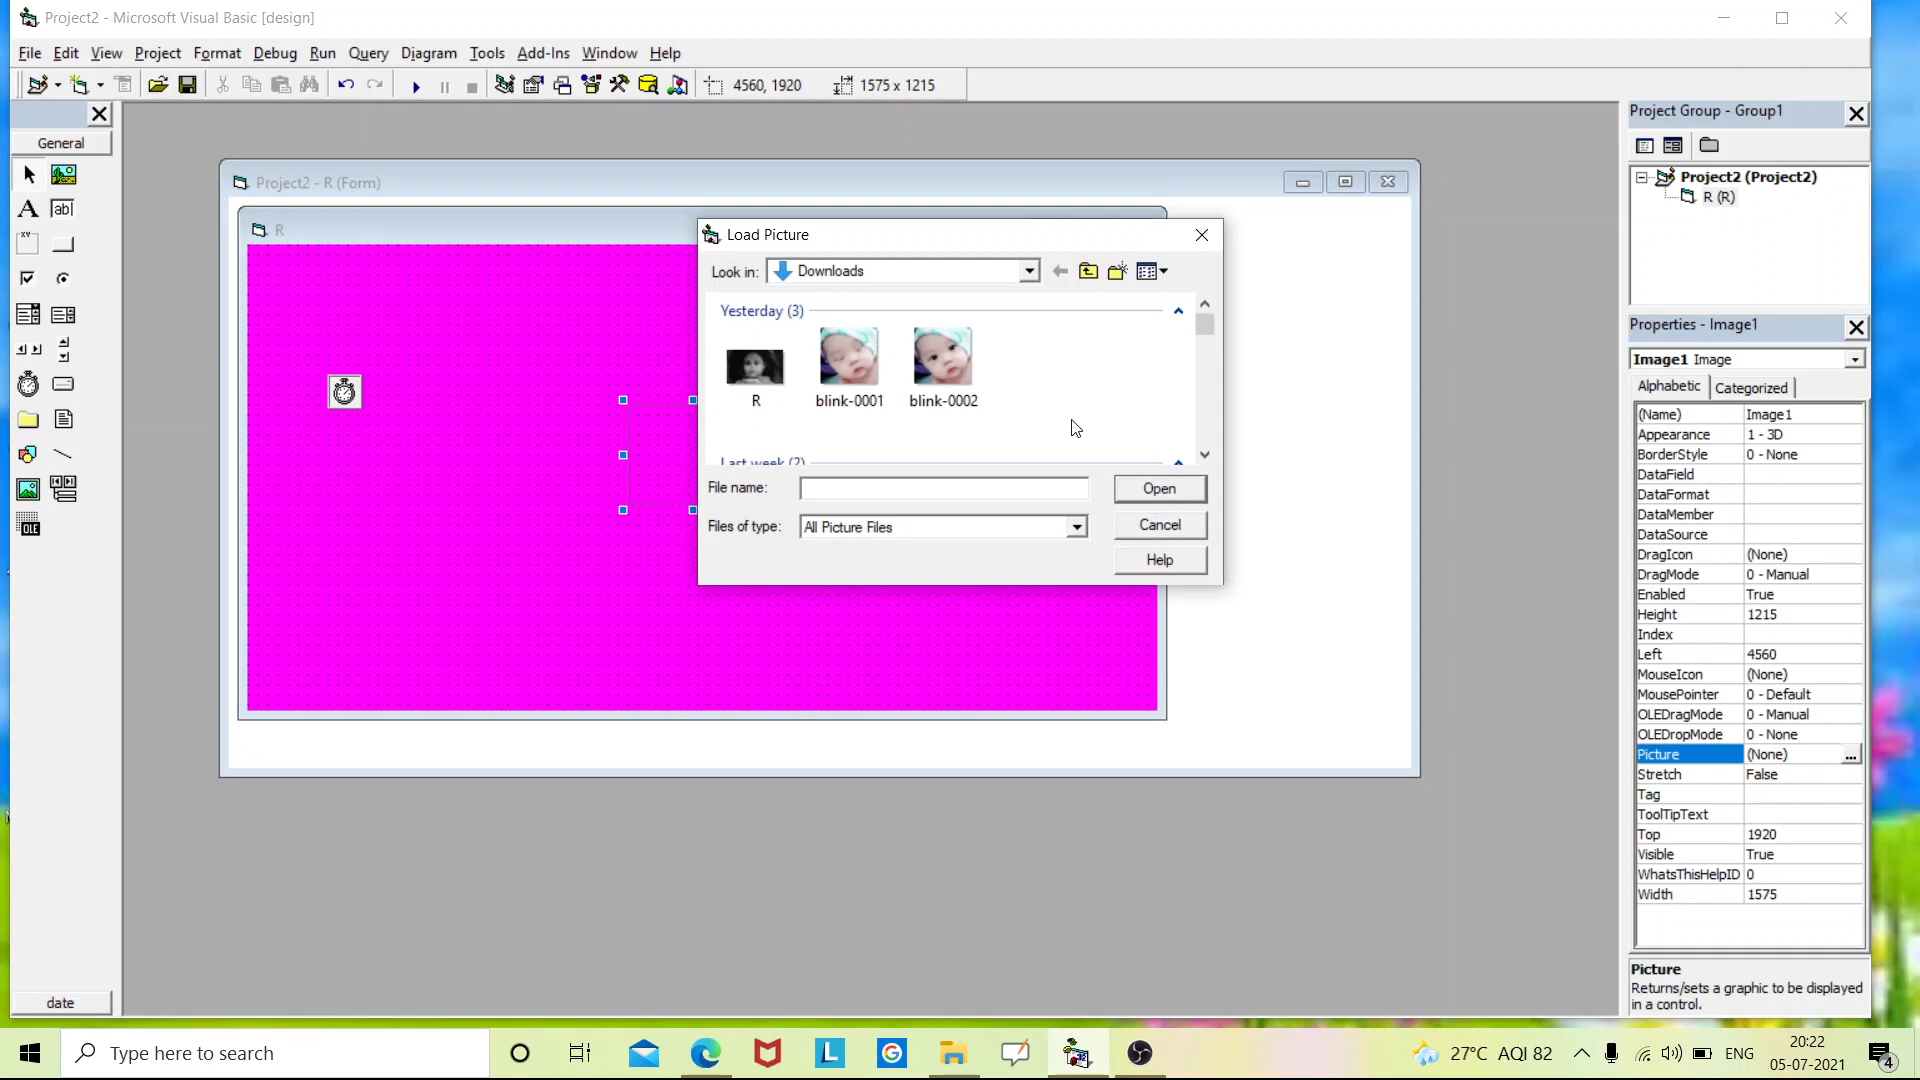 Project2 - Microsoft Visual Basic [design]
File Edit View Project Format Debug Run Query Diagram Tools Add-Ins Window Help
4560, 1920 1575 x 1215
General
A ab|
XY
OLE
date
Project2 - R (Form)
R
Load Picture
Look in: Downloads
Yesterday (3)
R blink-0001 blink-0002
Last week (2)
File name: Open
Files of type: All Picture Files Cancel
Help
Project Group - Group1
Project2 (Project2)
R (R)
Properties - Image1
Image1 Image
Alphabetic Categorized
(Name) Image1
Appearance 1 - 3D
BorderStyle 0 - None
DataField
DataFormat
DataMember
DataSource
DragIcon (None)
DragMode 0 - Manual
Enabled True
Height 1215
Index
Left 4560
MouseIcon (None)
MousePointer 0 - Default
OLEDragMode 0 - Manual
OLEDropMode 0 - None
Picture (None) ...
Stretch False
Tag
ToolTipText
Top 1920
Visible True
WhatsThisHelpID 0
Width 1575
Picture
Returns/sets a graphic to be displayed
in a control.
Type here to search
L G 32
27°C AQI 82 ENG
20:22
05-07-2021
4